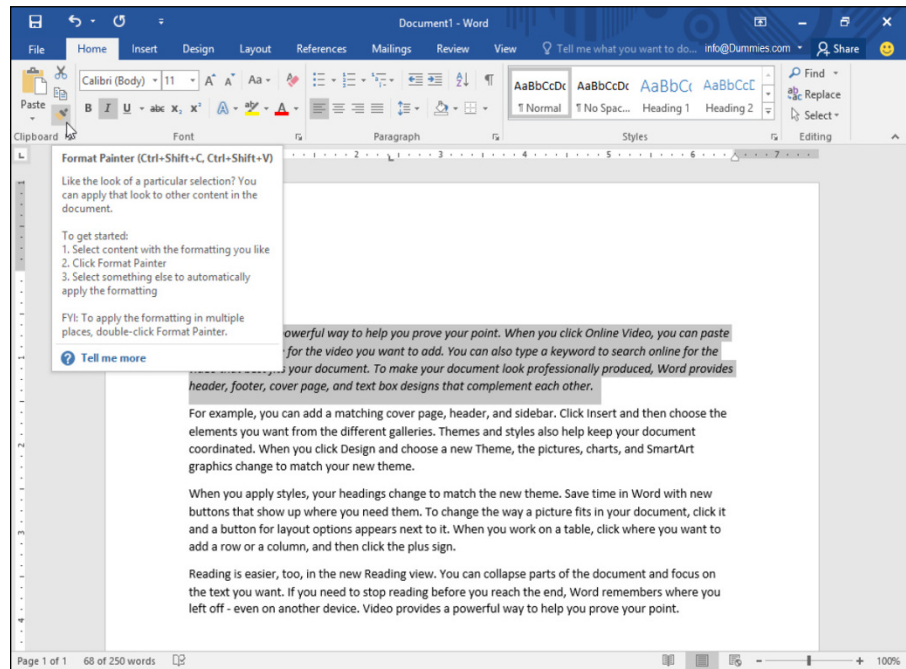 Document1 - Word
File Home Insert Design Layout References Mailings Review View Tell me what you want to do... info@Dummies.com Share
Paste
Calibri (Body) 11 A A Aa
B I U abc X₂ X² A ab A
AaBbCcDc AaBbCcDc AaBbCc AaBbCcE
¶ Normal ¶ No Spac... Heading 1 Heading 2
Find
Replace
Select
Clipboard Font Paragraph Styles Editing
2 3 4 5 6 7
Format Painter (Ctrl+Shift+C, Ctrl+Shift+V)
Like the look of a particular selection? You
can apply that look to other content in the
document.
To get started:
1. Select content with the formatting you like
2. Click Format Painter
3. Select something else to automatically
apply the formatting
FYI: To apply the formatting in multiple
places, double-click Format Painter.
Tell me more
powerful way to help you prove your point. When you click Online Video, you can paste
for the video you want to add. You can also type a keyword to search online for the
your document. To make your document look professionally produced, Word provides
header, footer, cover page, and text box designs that complement each other.
For example, you can add a matching cover page, header, and sidebar. Click Insert and then choose the
elements you want from the different galleries. Themes and styles also help keep your document
coordinated. When you click Design and choose a new Theme, the pictures, charts, and SmartArt
graphics change to match your new theme.
When you apply styles, your headings change to match the new theme. Save time in Word with new
buttons that show up where you need them. To change the way a picture fits in your document, click it
and a button for layout options appears next to it. When you work on a table, click where you want to
add a row or a column, and then click the plus sign.
Reading is easier, too, in the new Reading view. You can collapse parts of the document and focus on
the text you want. If you need to stop reading before you reach the end, Word remembers where you
left off - even on another device. Video provides a powerful way to help you prove your point.
Page 1 of 1 68 of 250 words 100%